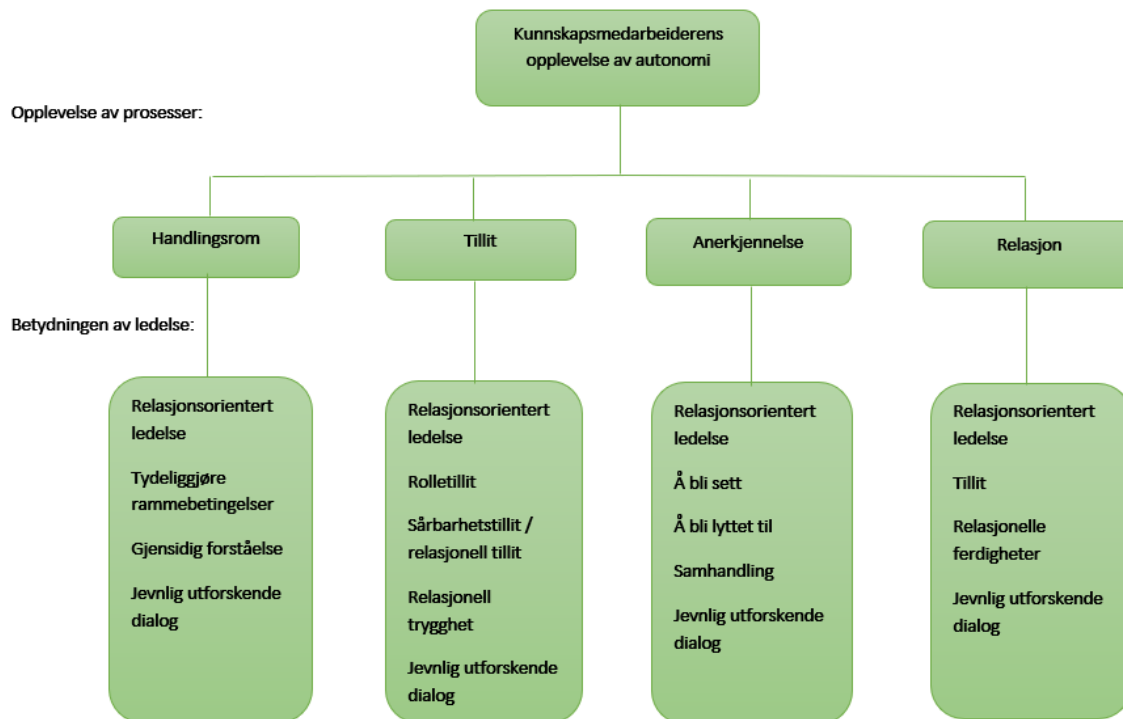 Kunnskapsmedarbeiderens
opplevelse av autonomi
Opplevelse av prosesser:
Handlingsrom
Tillit
Anerkjennelse
Relasjon
Betydningen av ledelse:
Relasjonsorientert
ledelse
Tydeliggjøre
rammebetingelser
Gjensidig forståelse
Jevnlig utforskende
dialog
Relasjonsorientert
ledelse
Rolletillit
Sårbarhetstillit /
relasjonell tillit
Relasjonell
trygghet
Jevnlig utforskende
dialog
Relasjonsorientert
ledelse
Å bli sett
Å bli lyttet til
Samhandling
Jevnlig utforskende
dialog
Relasjonsorientert
ledelse
Tillit
Relasjonelle
ferdigheter
Jevnlig utforskende
dialog